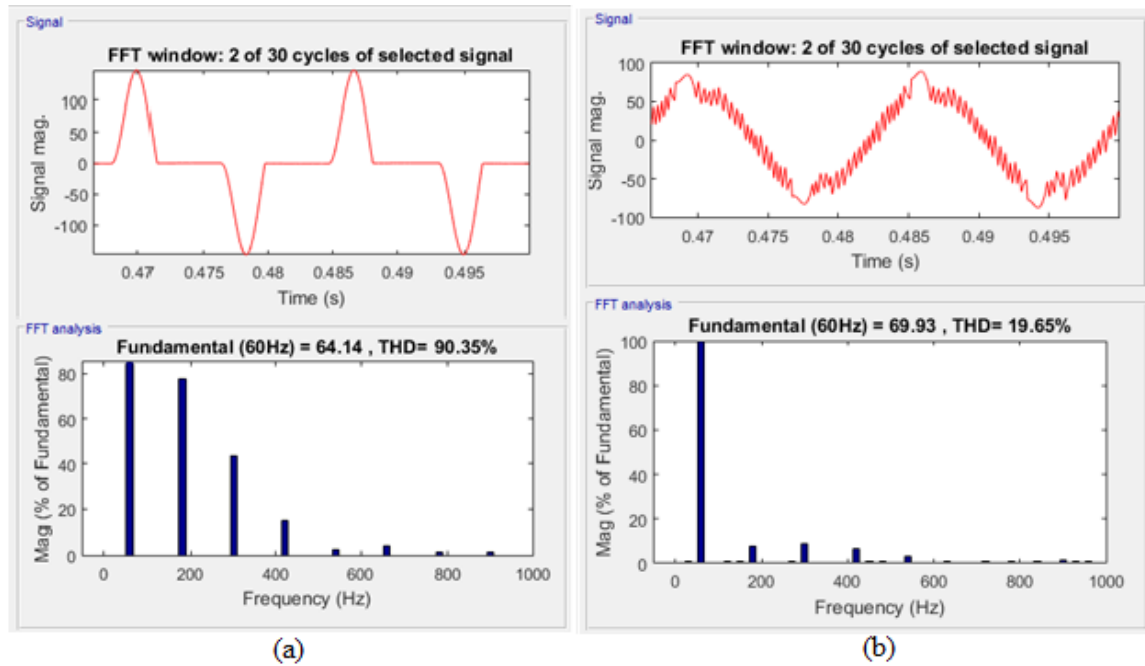 Signal
FFT window: 2 of 30 cycles of selected signal
Signal mag.
100
50
0
-50
-100
0.47 0.475 0.48 0.485 0.49 0.495
Time (s)
FFT analysis
Fundamental (60Hz) = 64.14 , THD= 90.35%
Mag (% of Fundamental)
80
60
40
20
0
0 200 400 600 800 1000
Frequency (Hz)
(a)
Signal
FFT window: 2 of 30 cycles of selected signal
Signal mag.
100
50
0
-50
-100
0.47 0.475 0.48 0.485 0.49 0.495
Time (s)
FFT analysis
Fundamental (60Hz) = 69.93 , THD= 19.65%
Mag (% of Fundamental)
100
80
60
40
20
0
0 200 400 600 800 1000
Frequency (Hz)
(b)